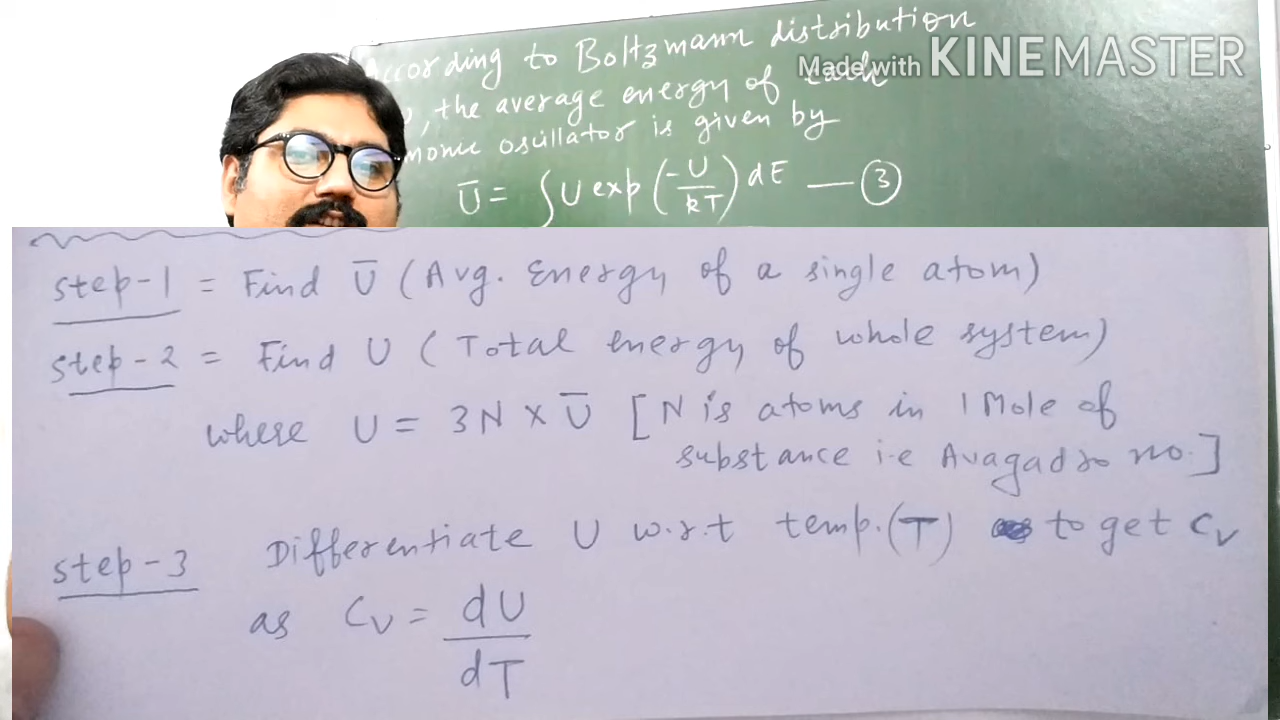 According to Boltzmann distribution
Made with KINEMASTER
, the average energy of each
monic oscillator is given by
Ū = ∫ U exp (-U/kT) dE — ③
step-1 = Find Ū (Avg. Energy of a single atom)
step-2 = Find U (Total energy of whole system)
where U = 3N × Ū [N is atoms in 1 Mole of
substance i.e Avagadro no.]
step-3 Differentiate U w.r.t temp.(T) to get Cv
as Cv = dU/dT